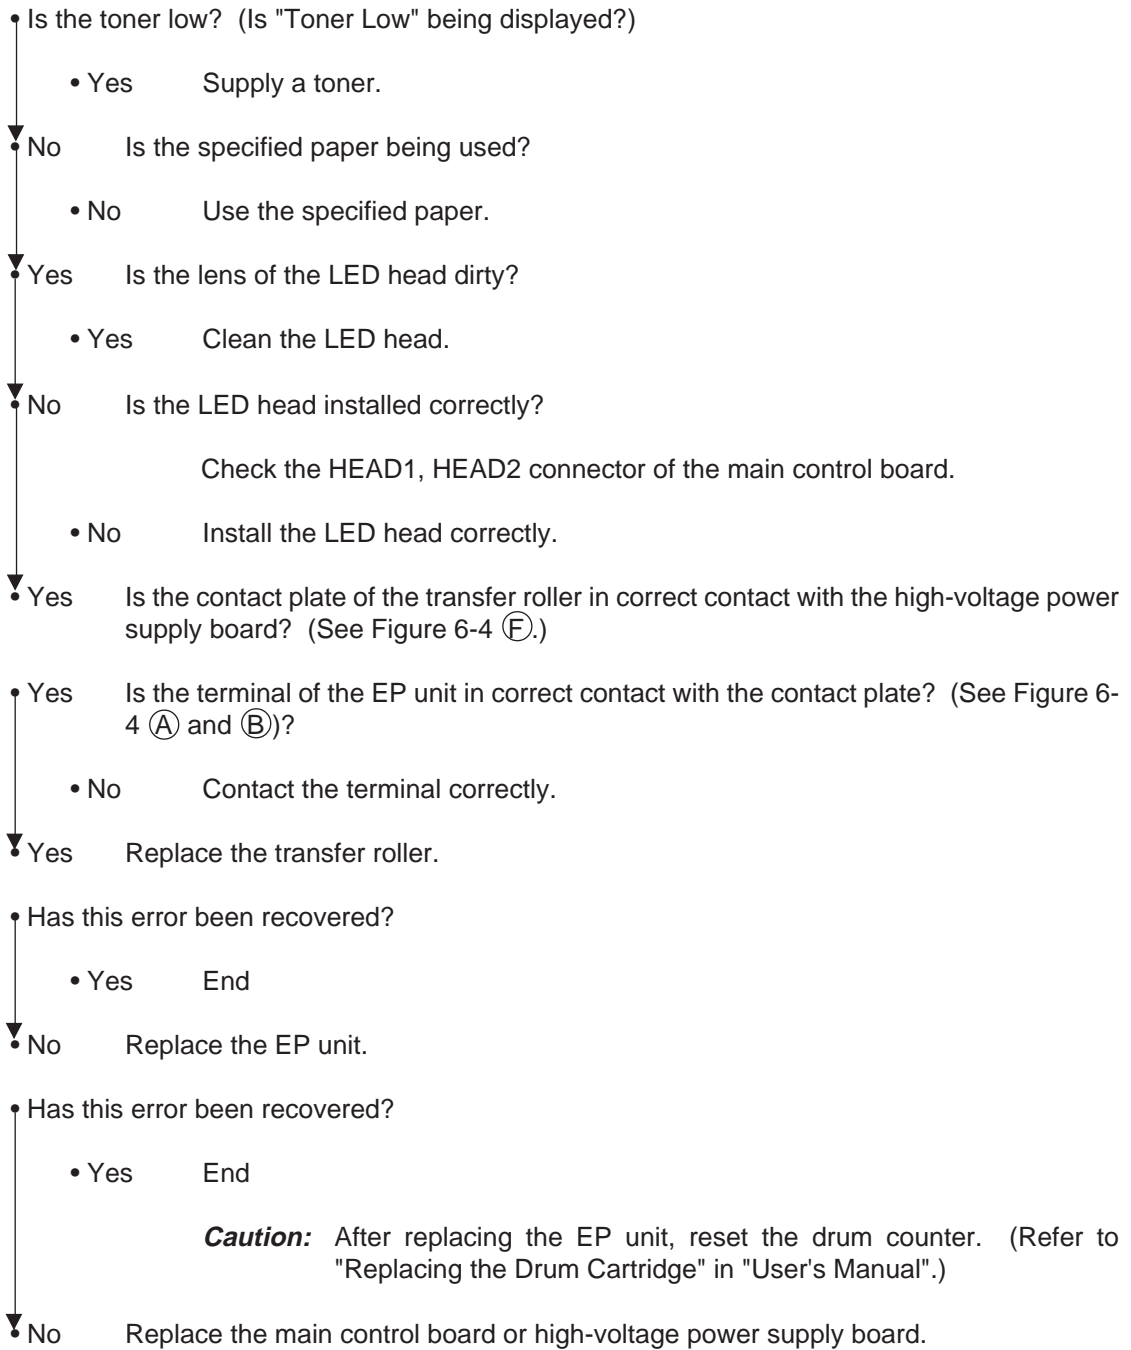 • Is the toner low? (Is "Toner Low" being displayed?)
• Yes Supply a toner.
• No Is the specified paper being used?
• No Use the specified paper.
• Yes Is the lens of the LED head dirty?
• Yes Clean the LED head.
• No Is the LED head installed correctly?
Check the HEAD1, HEAD2 connector of the main control board.
• No Install the LED head correctly.
• Yes Is the contact plate of the transfer roller in correct contact with the high-voltage power
supply board? (See Figure 6-4 Ⓕ.)
• Yes Is the terminal of the EP unit in correct contact with the contact plate? (See Figure 6-
4 Ⓐ and Ⓑ)?
• No Contact the terminal correctly.
• Yes Replace the transfer roller.
• Has this error been recovered?
• Yes End
• No Replace the EP unit.
• Has this error been recovered?
• Yes End
Caution: After replacing the EP unit, reset the drum counter. (Refer to
"Replacing the Drum Cartridge" in "User's Manual".)
• No Replace the main control board or high-voltage power supply board.